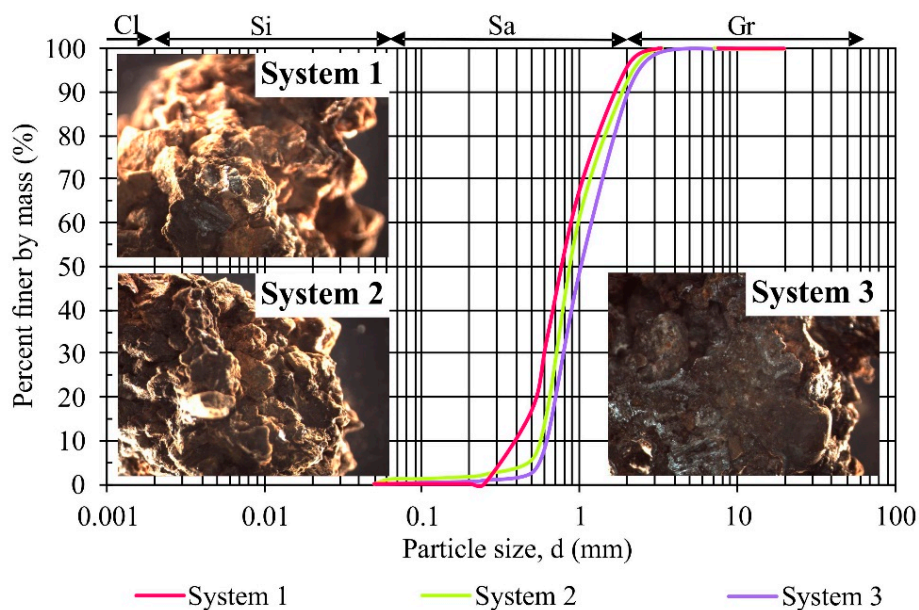 Cl Si Sa Gr
100
90
80
70
60
50
40
30
20
10
0
Percent finer by mass (%)
System 1
System 2
System 3
0.001 0.01 0.1 1 10 100
Particle size, d (mm)
System 1 System 2 System 3